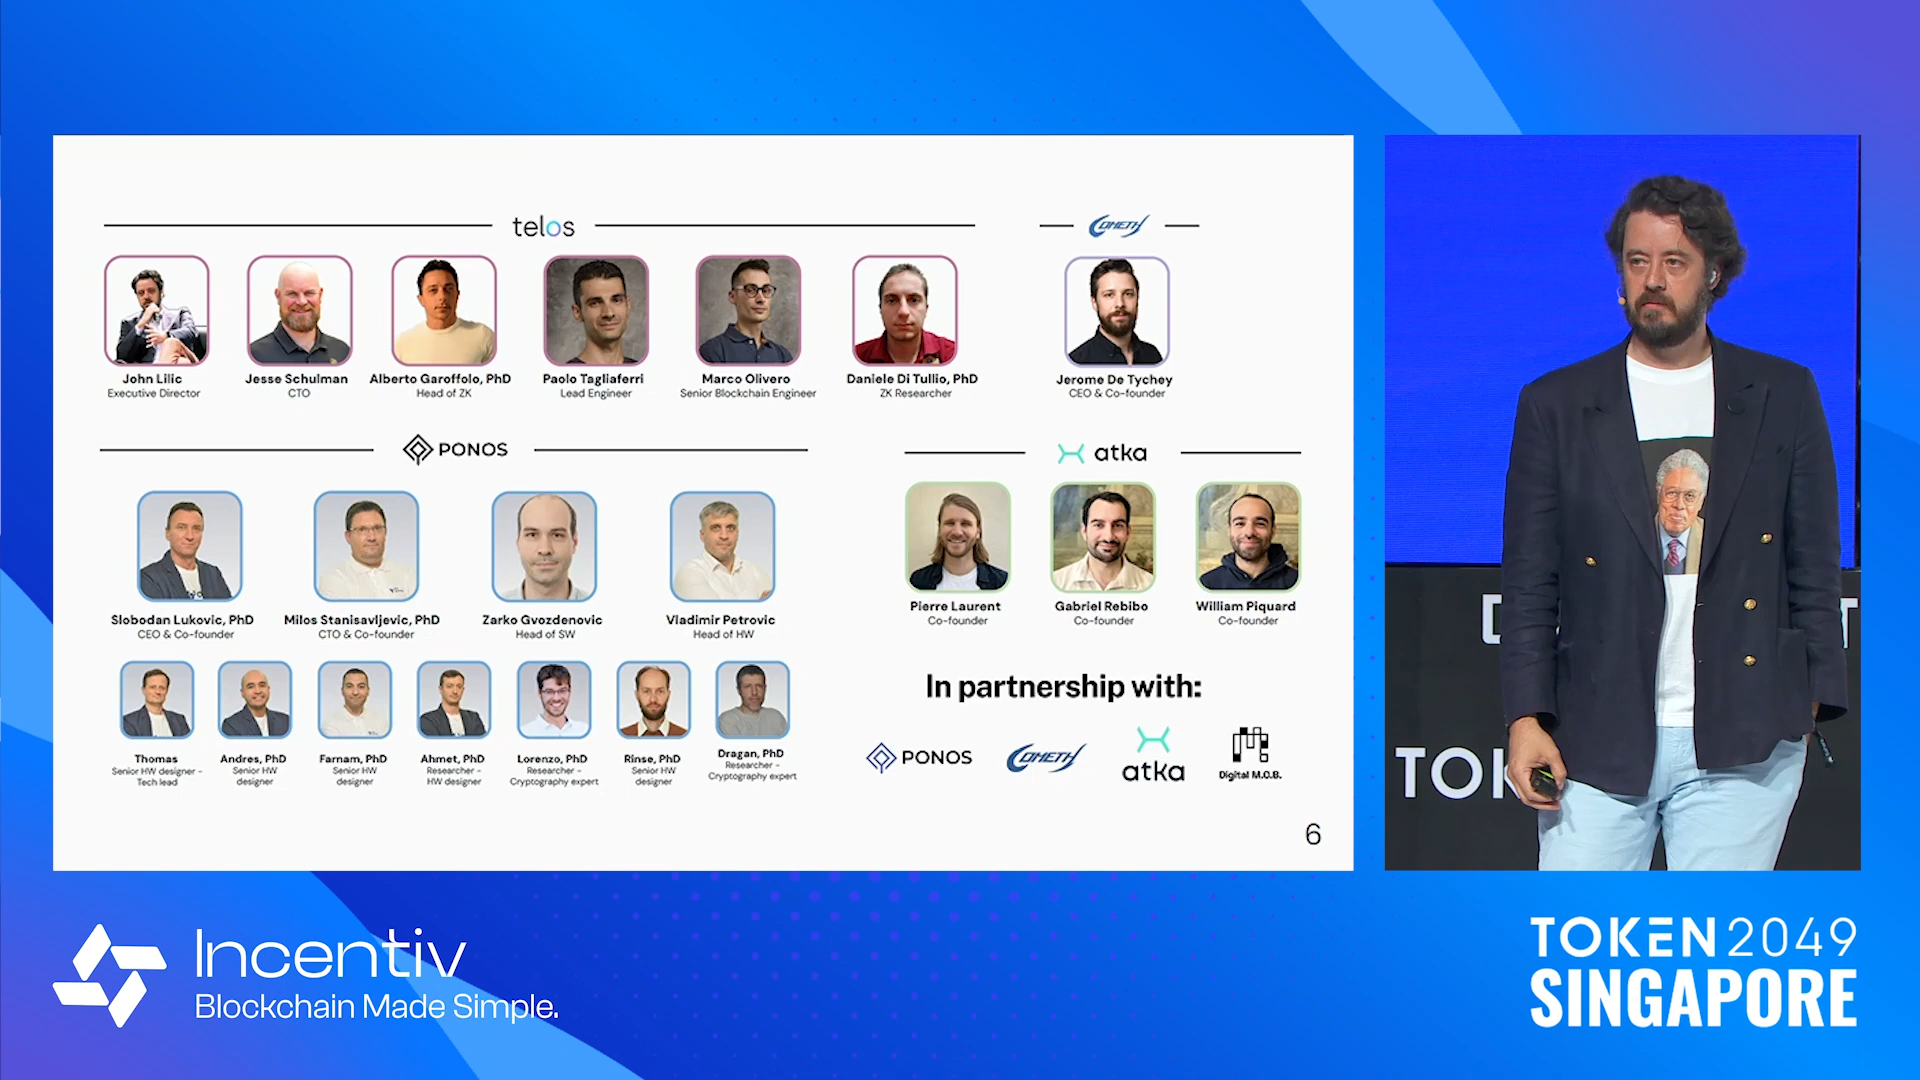 telos
COMETH
John Lilic
Executive Director
Jesse Schulman
CTO
Alberto Garoffolo, PhD
Head of ZK
Paolo Tagliaferri
Lead Engineer
Marco Olivero
Senior Blockchain Engineer
Daniele Di Tullio, PhD
ZK Researcher
Jerome De Tychey
CEO & Co-founder
PONOS
atka
Slobodan Lukovic, PhD
CEO & Co-founder
Milos Stanisavljevic, PhD
CTO & Co-founder
Zarko Gvozdenovic
Head of SW
Vladimir Petrovic
Head of HW
Pierre Laurent
Co-founder
Gabriel Rebibo
Co-founder
William Piquard
Co-founder
Thomas
Senior HW designer -
Tech lead
Andres, PhD
Senior HW
designer
Farnam, PhD
Senior HW
designer
Ahmet, PhD
Researcher -
HW designer
Lorenzo, PhD
Researcher -
Cryptography expert
Rinse, PhD
Senior HW
designer
Dragan, PhD
Researcher -
Cryptography expert
In partnership with:
PONOS
COMETH
atka
Digital M.O.B.
6
TOK
Incentiv
Blockchain Made Simple.
TOKEN2049
SINGAPORE